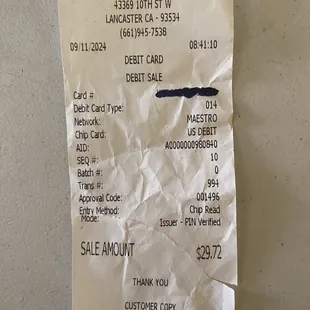 43369 10TH ST W
LANCASTER CA - 93534
(661)945-7538
09/11/2024 08:41:10
DEBIT CARD
DEBIT SALE
Card #
Debit Card Type: 014
Network: MAESTRO
Chip Card: US DEBIT
AID: A0000000980840
SEQ #: 10
Batch #: 0
Trans #: 994
Approval Code: 001496
Entry Method: Chip Read
Mode: Issuer - PIN Verified
SALE AMOUNT $29.72
THANK YOU
CUSTOMER COPY